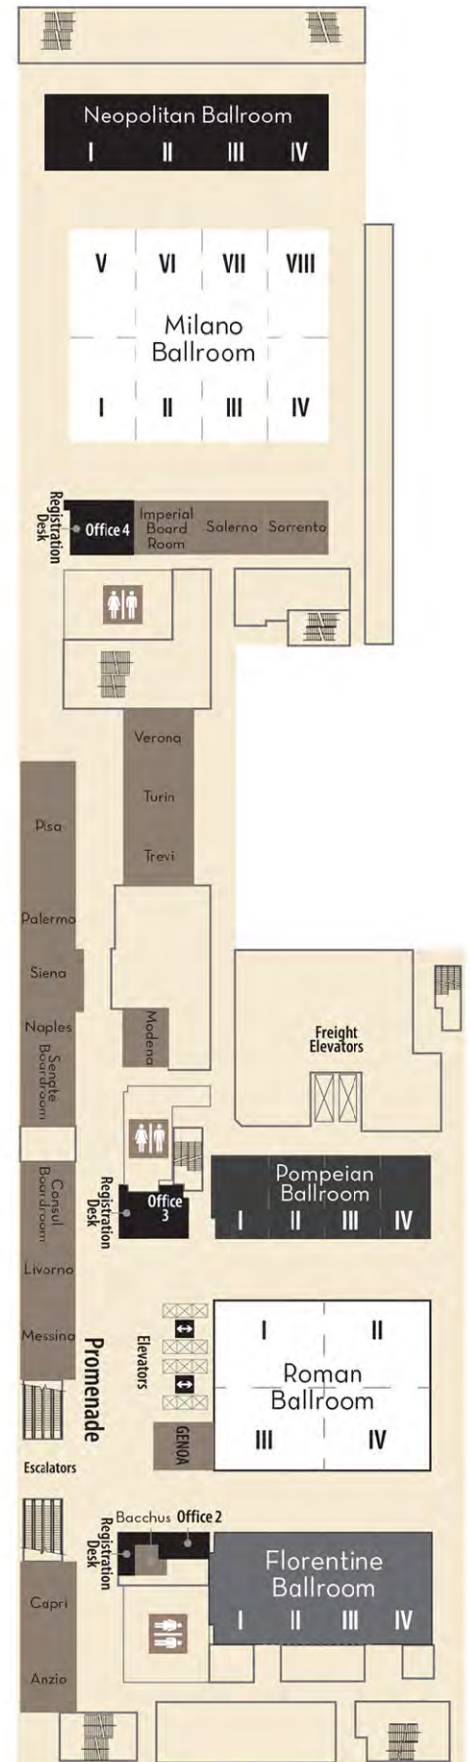 Neopolitan Ballroom
I II III IV
V VI VII VIII
Milano
Ballroom
I II III IV
Registration
Desk
Office 4
Imperial
Board
Room
Salerno
Sorrento
Verona
Turin
Trevi
Pisa
Palermo
Siena
Naples
Senate
Boardroom
Modena
Freight
Elevators
Consul
Boardroom
Livorno
Messina
Registration
Desk
Office
3
Pompeian
Ballroom
I II III IV
Promenade
Elevators
I II
Roman
Ballroom
III IV
GENOA
Escalators
Bacchus Office 2
Registration
Desk
Florentine
Ballroom
I II III IV
Capri
Anzio